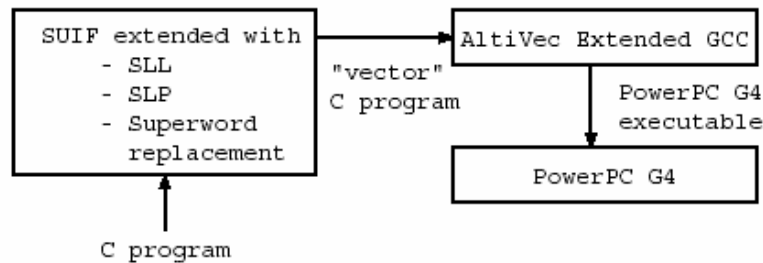 SUIF extended with
- SLL
- SLP
- Superword
replacement
"vector"
C program
AltiVec Extended GCC
PowerPC G4
executable
PowerPC G4
C program